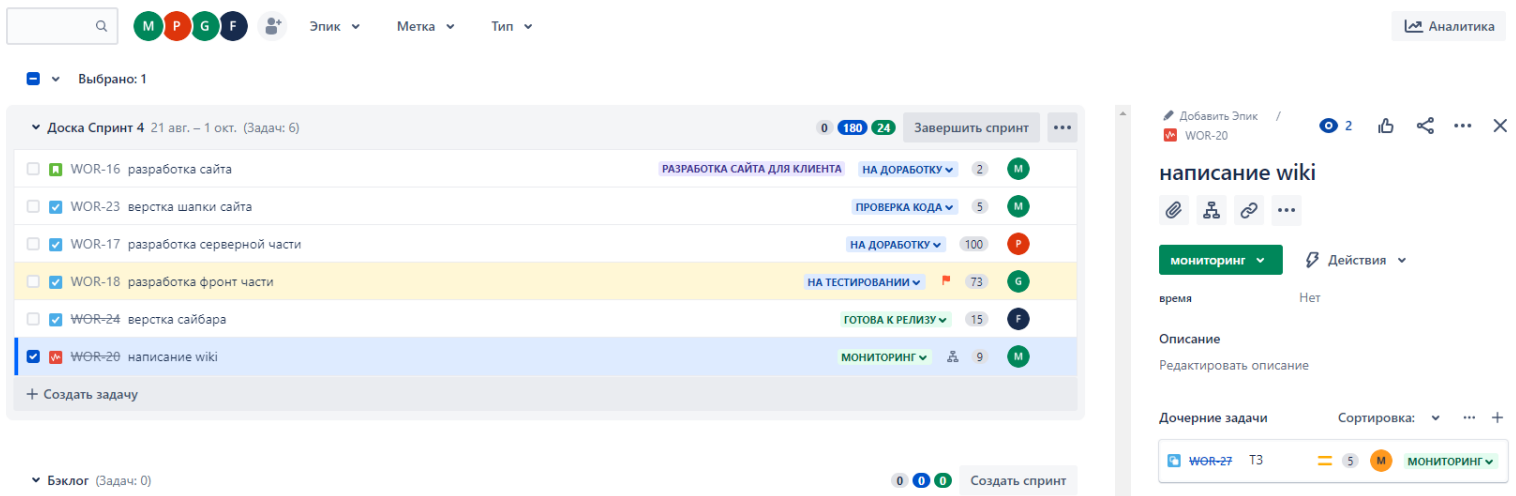 M P G F Эпик Метка Тип Аналитика
Выбрано: 1
Доска Спринт 4 21 авг. – 1 окт. (Задач: 6) 0 180 24 Завершить спринт
WOR-16 разработка сайта РАЗРАБОТКА САЙТА ДЛЯ КЛИЕНТА НА ДОРАБОТКУ 2 M
WOR-23 верстка шапки сайта ПРОВЕРКА КОДА 5 M
WOR-17 разработка серверной части НА ДОРАБОТКУ 100 P
WOR-18 разработка фронт части НА ТЕСТИРОВАНИИ 73 G
WOR-24 верстка сайбара ГОТОВА К РЕЛИЗУ 15 F
WOR-20 написание wiki МОНИТОРИНГ 9 M
Создать задачу
Бэклог (Задач: 0) 0 0 0 Создать спринт
Добавить Эпик /
WOR-20
2
написание wiki
мониторинг Действия
время Нет
Описание
Редактировать описание
Дочерние задачи Сортировка:
WOR-27 ТЗ 5 M МОНИТОРИНГ